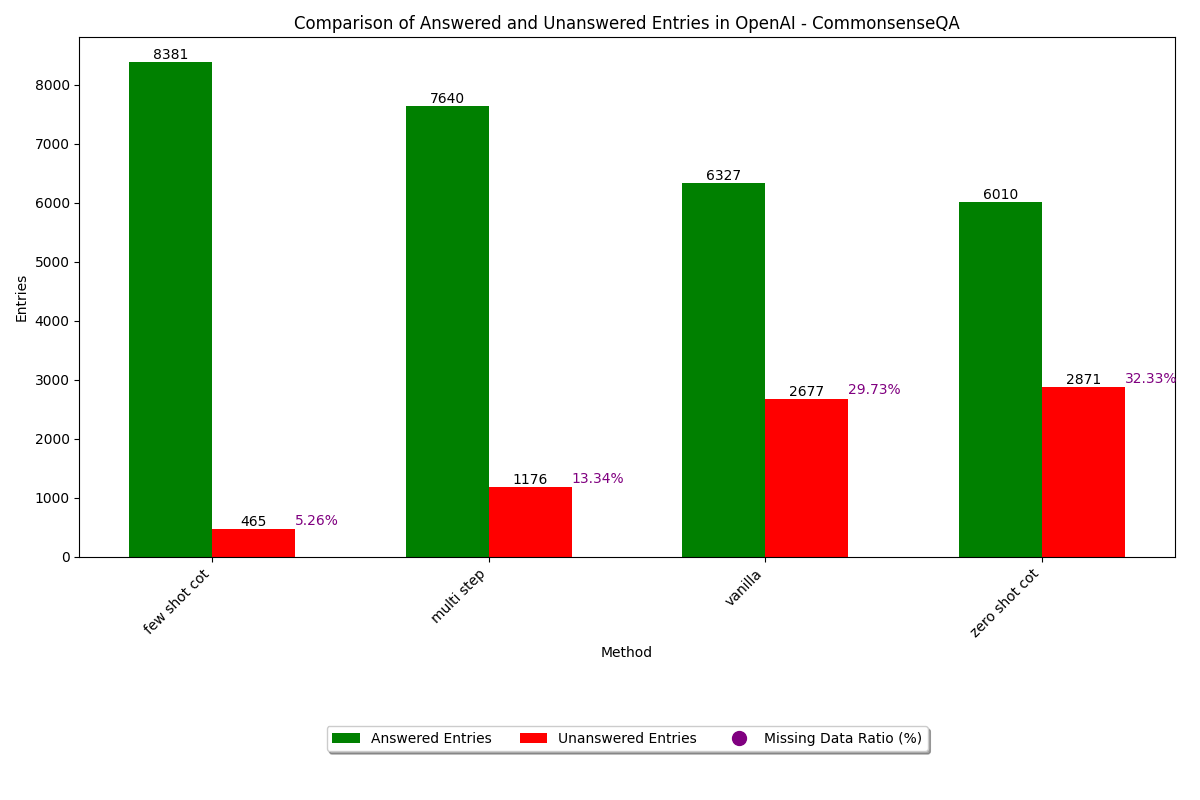 Comparison of Answered and Unanswered Entries in OpenAI - CommonsenseQA
Entries
8000
7000
6000
5000
4000
3000
2000
1000
0
8381
465
5.26%
7640
1176
13.34%
6327
2677
29.73%
6010
2871
32.33%
few shot cot
multi step
vanilla
zero shot cot
Method
Answered Entries
Unanswered Entries
Missing Data Ratio (%)